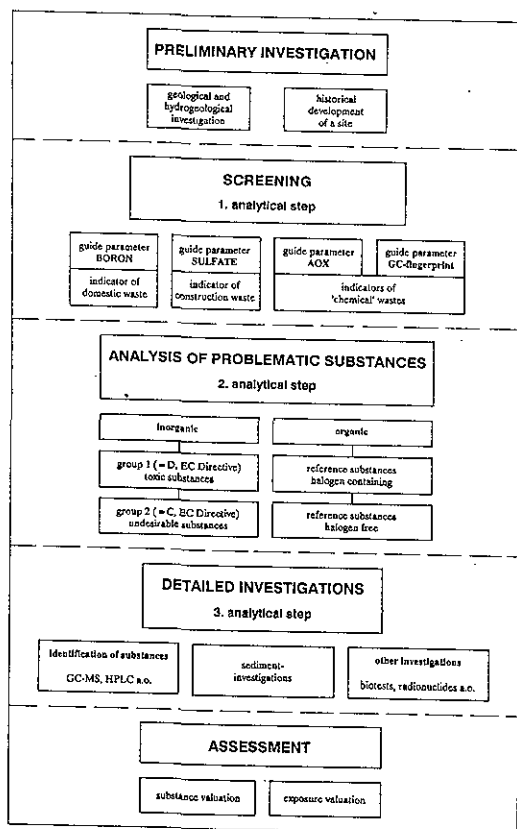 PRELIMINARY INVESTIGATION
geological and
hydrogeological
investigation
historical
development
of a site
SCREENING
1. analytical step
guide parameter
BORON
indicator of
domestic waste
guide parameter
SULFATE
indicator of
construction waste
guide parameter
AOX
guide parameter
GC-fingerprint
indicators of
'chemical' wastes
ANALYSIS OF PROBLEMATIC SUBSTANCES
2. analytical step
inorganic
group 1 (= D, EC Directive)
toxic substances
group 2 (= C, EC Directive)
undesirable substances
organic
reference substances
halogen containing
reference substances
halogen free
DETAILED INVESTIGATIONS
3. analytical step
Identification of substances
GC-MS, HPLC a.o.
sediment-
investigations
other investigations
biotests, radionuclides a.o.
ASSESSMENT
substance valuation
exposure valuation